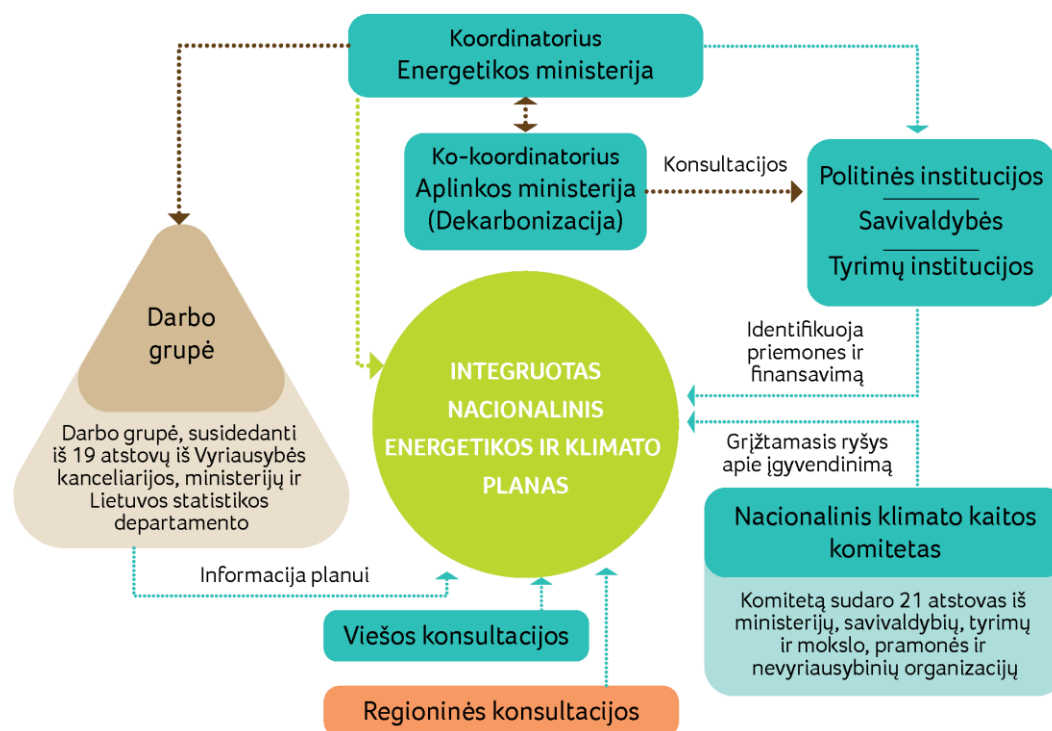 Koordinatorius
Energetikos ministerija
Ko-koordinatorius
Aplinkos ministerija
(Dekarbonizacija)
Konsultacijos
Politinės institucijos
Savivaldybės
Tyrimų institucijos
Darbo
grupė
Darbo grupė, susidedanti
iš 19 atstovų iš Vyriausybės
kanceliarijos, ministerijų ir
Lietuvos statistikos
departamento
Identifikuoja
priemones ir
finansavimą
INTEGRUOTAS
NACIONALINIS
ENERGETIKOS IR KLIMATO
PLANAS
Grįžtamasis ryšys
apie įgyvendinimą
Nacionalinis klimato kaitos
komitetas
Komitetą sudaro 21 atstovas iš
ministerijų, savivaldybių, tyrimų
ir mokslo, pramonės ir
nevyriausybinių organizacijų
Informacija planui
Viešos konsultacijos
Regioninės konsultacijos